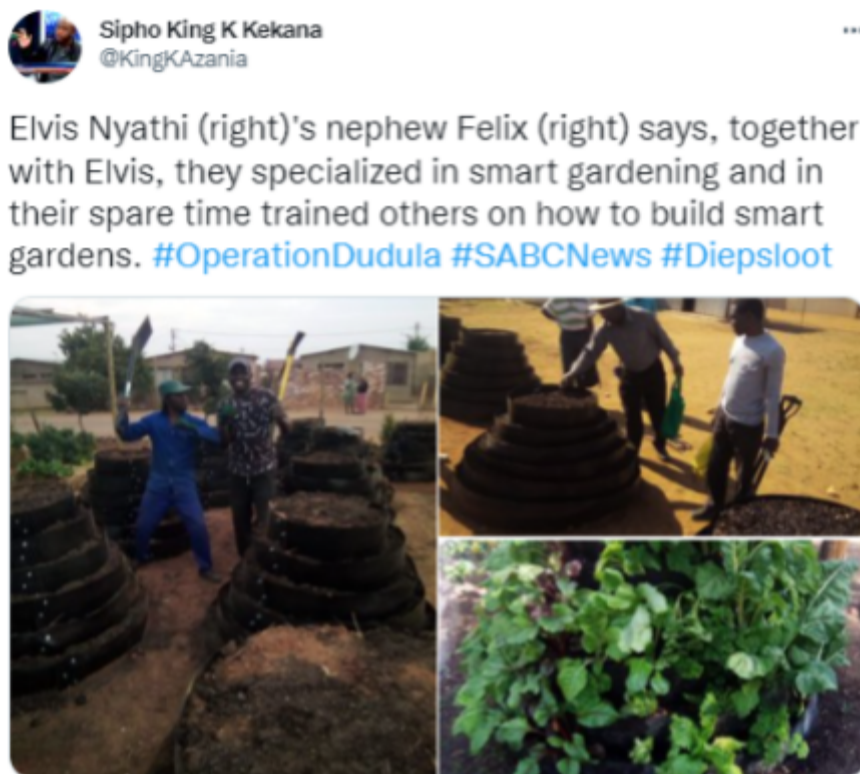 Sipho King K Kekana
@KingKAzania
Elvis Nyathi (right)'s nephew Felix (right) says, together
with Elvis, they specialized in smart gardening and in
their spare time trained others on how to build smart
gardens. #OperationDudula #SABCNews #Diepsloot